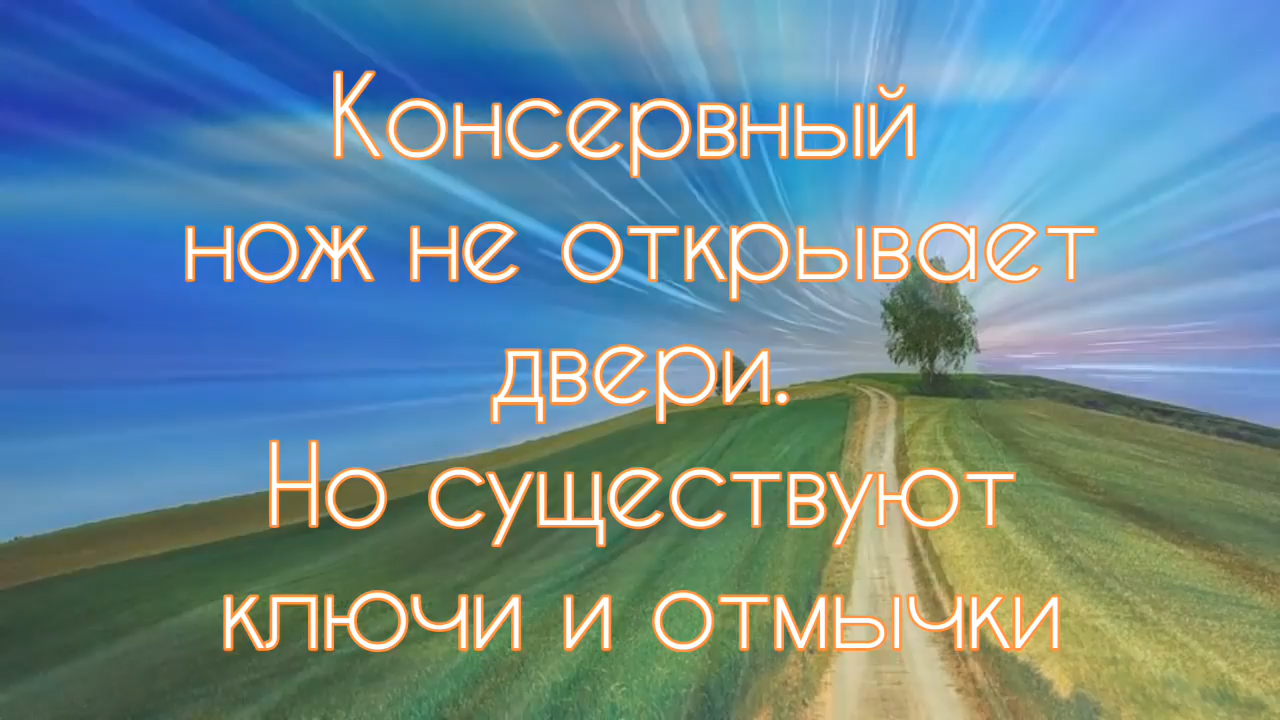 Консервный
нож не открывает
двери.
Но существуют
ключи и отмычки